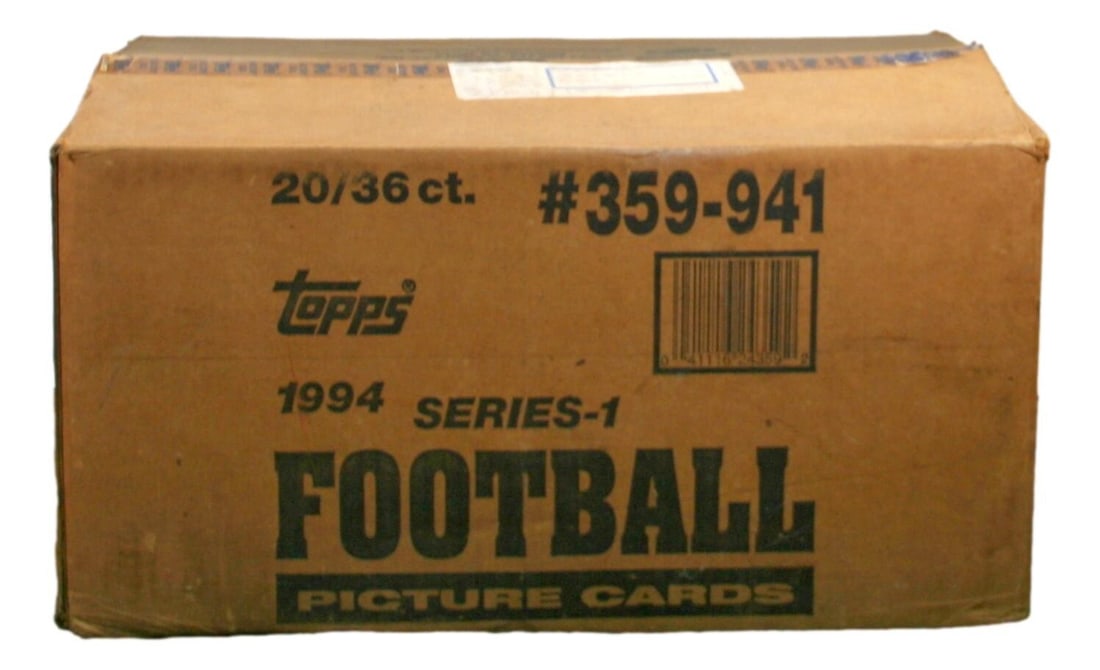 20/36 ct. #359-941
topps®
1994 SERIES-1
FOOTBALL
PICTURE CARDS